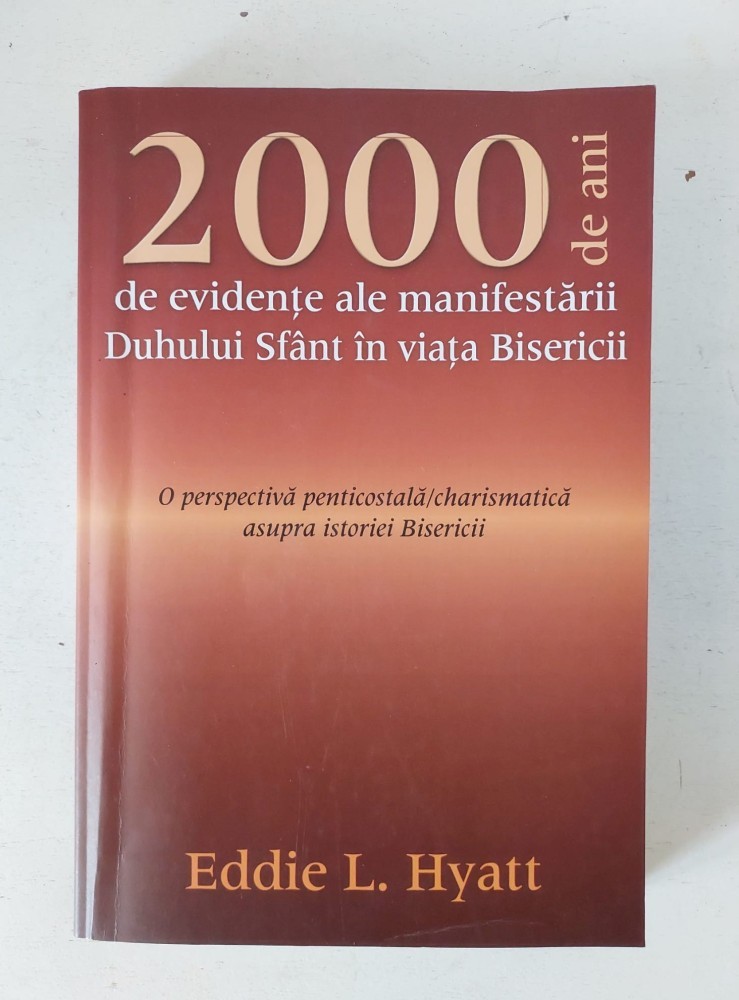 2000 de ani
de evidențe ale manifestării
Duhului Sfânt în viața Bisericii
O perspectivă penticostală/charismatică
asupra istoriei Bisericii
Eddie L. Hyatt